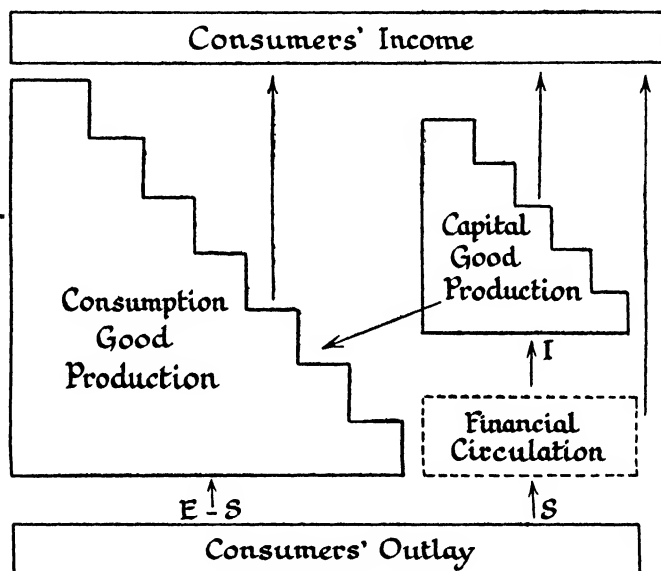 Consumers' Income
Capital
Good
Production
Consumption
Good
Production
I
Financial
Circulation
E - S
S
Consumers' Outlay